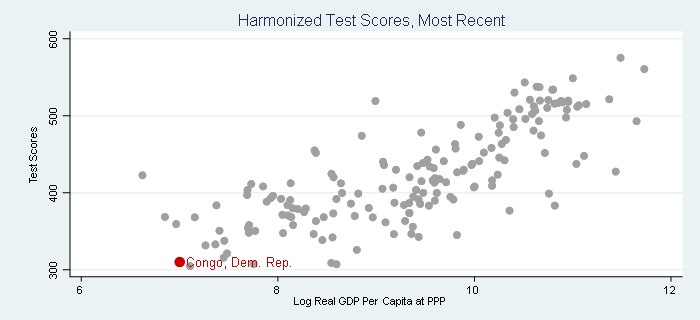 Harmonized Test Scores, Most Recent
600
500
400
300
Test Scores
Congo, Dem. Rep.
6
8
10
12
Log Real GDP Per Capita at PPP